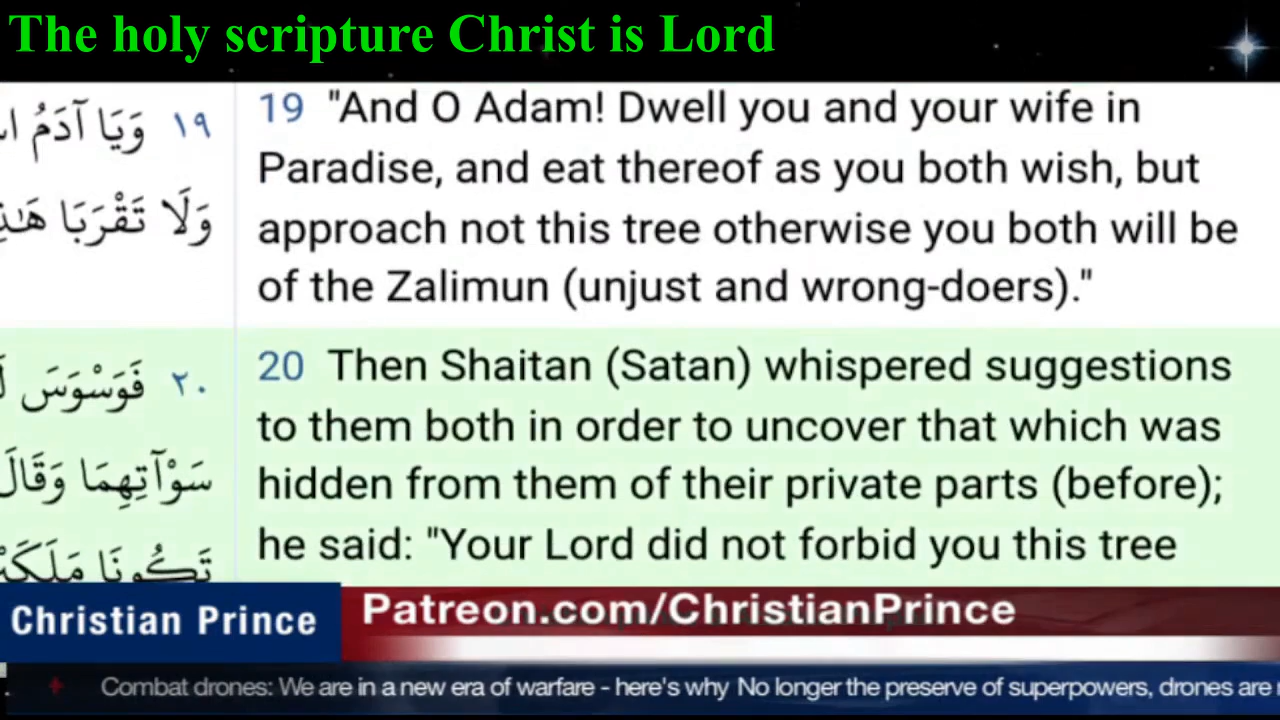 The holy scripture Christ is Lord
١٩ وَيَا آدَمُ
وَلَا تَقْرَبَا
19 "And O Adam! Dwell you and your wife in
Paradise, and eat thereof as you both wish, but
approach not this tree otherwise you both will be
of the Zalimun (unjust and wrong-doers)."
٢٠ فَوَسْوَسَ
سَوْآتِهِمَا وَقَالَ
تَكُونَا
20 Then Shaitan (Satan) whispered suggestions
to them both in order to uncover that which was
hidden from them of their private parts (before);
he said: "Your Lord did not forbid you this tree
Christian Prince
Patreon.com/ChristianPrince
Combat drones: We are in a new era of warfare - here's why No longer the preserve of superpowers, drones are